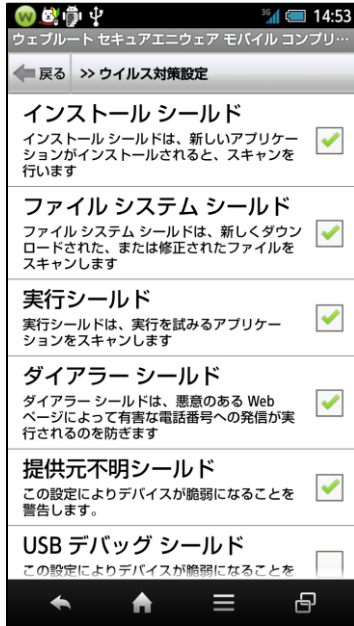 3G 14:53
ウェブルート セキュアエニウェア モバイル コンプリ…
戻る >> ウイルス対策設定
インストール シールド
インストール シールドは、新しいアプリケー
ションがインストールされると、スキャンを
行います
ファイル システム シールド
ファイル システム シールドは、新しくダウン
ロードされた、または修正されたファイルを
スキャンします
実行シールド
実行シールドは、実行を試みるアプリケー
ションをスキャンします
ダイアラー シールド
ダイアラー シールドは、悪意のある Web
ページによって有害な電話番号への発信が実
行されるのを防ぎます
提供元不明シールド
この設定によりデバイスが脆弱になることを
警告します。
USB デバッグ シールド
この設定によりデバイスが脆弱になることを